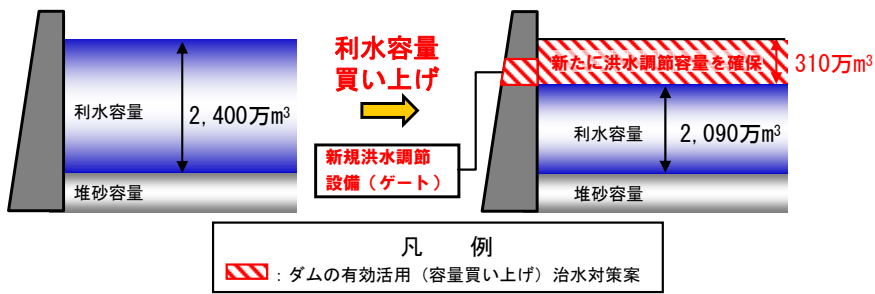 利水容量
2,400万m³
堆砂容量
利水容量
買い上げ
新規洪水調節
設備（ゲート）
新たに洪水調節容量を確保
310万m³
利水容量
2,090万m³
堆砂容量
凡　例
：ダムの有効活用（容量買い上げ）治水対策案